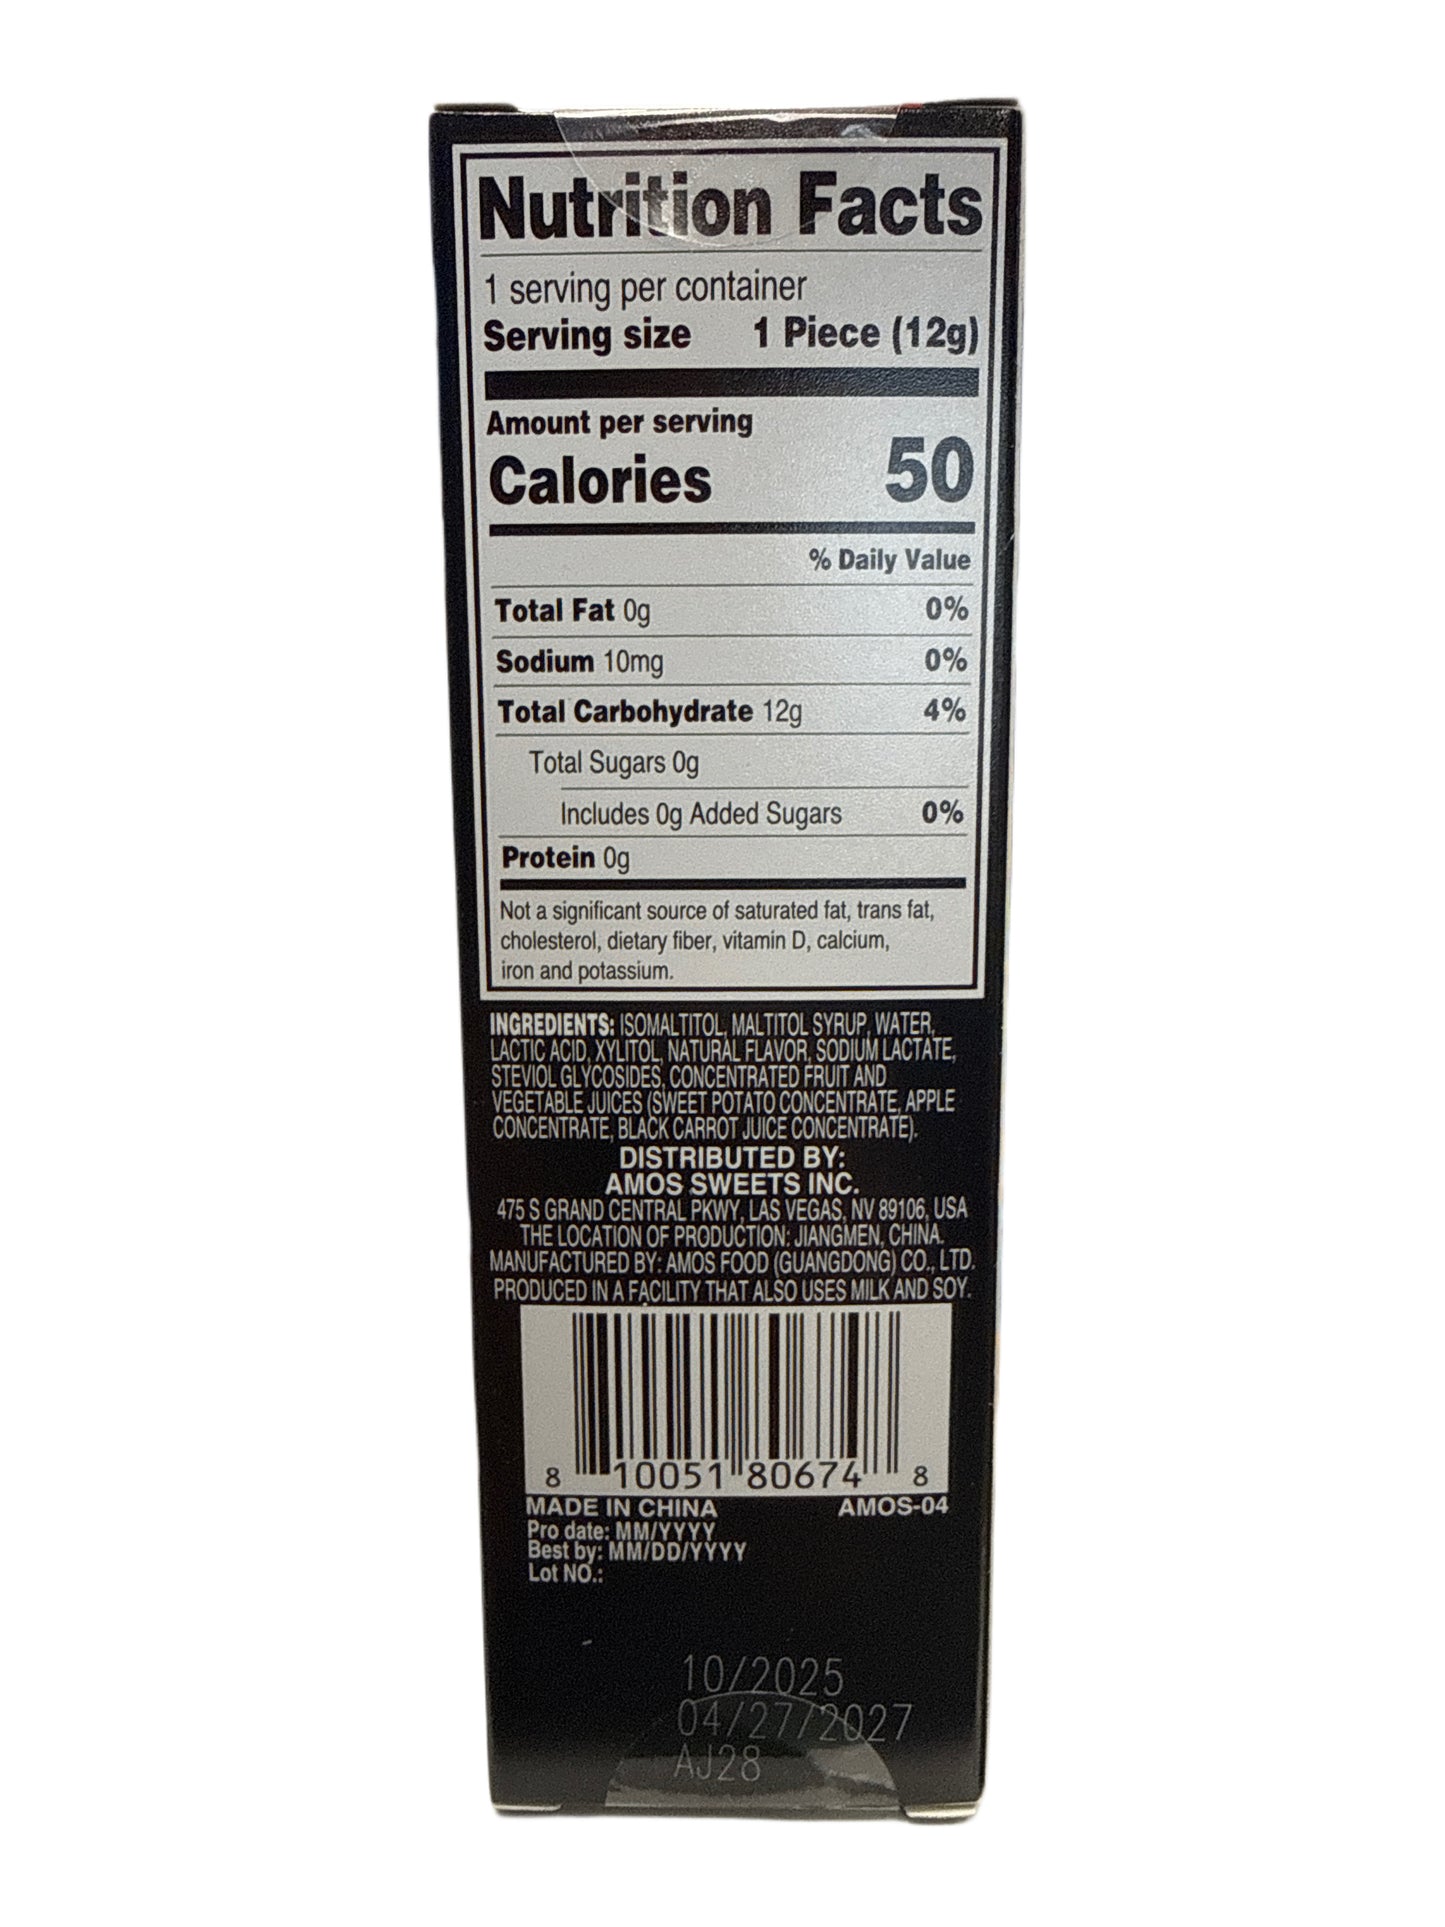 Nutrition Facts
1 serving per container
Serving size 1 Piece (12g)
Amount per serving
Calories 50
% Daily Value
Total Fat 0g 0%
Sodium 10mg 0%
Total Carbohydrate 12g 4%
Total Sugars 0g
Includes 0g Added Sugars 0%
Protein 0g
Not a significant source of saturated fat, trans fat,
cholesterol, dietary fiber, vitamin D, calcium,
iron and potassium.
INGREDIENTS: ISOMALTITOL, MALTITOL SYRUP, WATER,
LACTIC ACID, XYLITOL, NATURAL FLAVOR, SODIUM LACTATE,
STEVIOL GLYCOSIDES, CONCENTRATED FRUIT AND
VEGETABLE JUICES (SWEET POTATO CONCENTRATE, APPLE
CONCENTRATE, BLACK CARROT JUICE CONCENTRATE).
DISTRIBUTED BY:
AMOS SWEETS INC.
475 S GRAND CENTRAL PKWY, LAS VEGAS, NV 89106, USA
THE LOCATION OF PRODUCTION: JIANGMEN, CHINA.
MANUFACTURED BY: AMOS FOOD (GUANGDONG) CO., LTD.
PRODUCED IN A FACILITY THAT ALSO USES MILK AND SOY.
8 10051 80674 8
MADE IN CHINA AMOS-04
Pro date: MM/YYYY
Best by: MM/DD/YYYY
Lot NO.:
10/2025
04/27/2027
AJ28